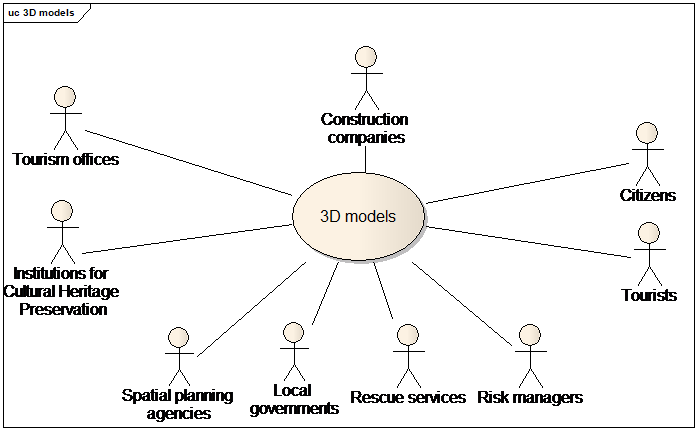 uc 3D models
Construction
companies
Tourism offices
Citizens
3D models
Institutions for
Cultural Heritage
Preservation
Tourists
Spatial planning
agencies
Local
governments
Rescue services
Risk managers